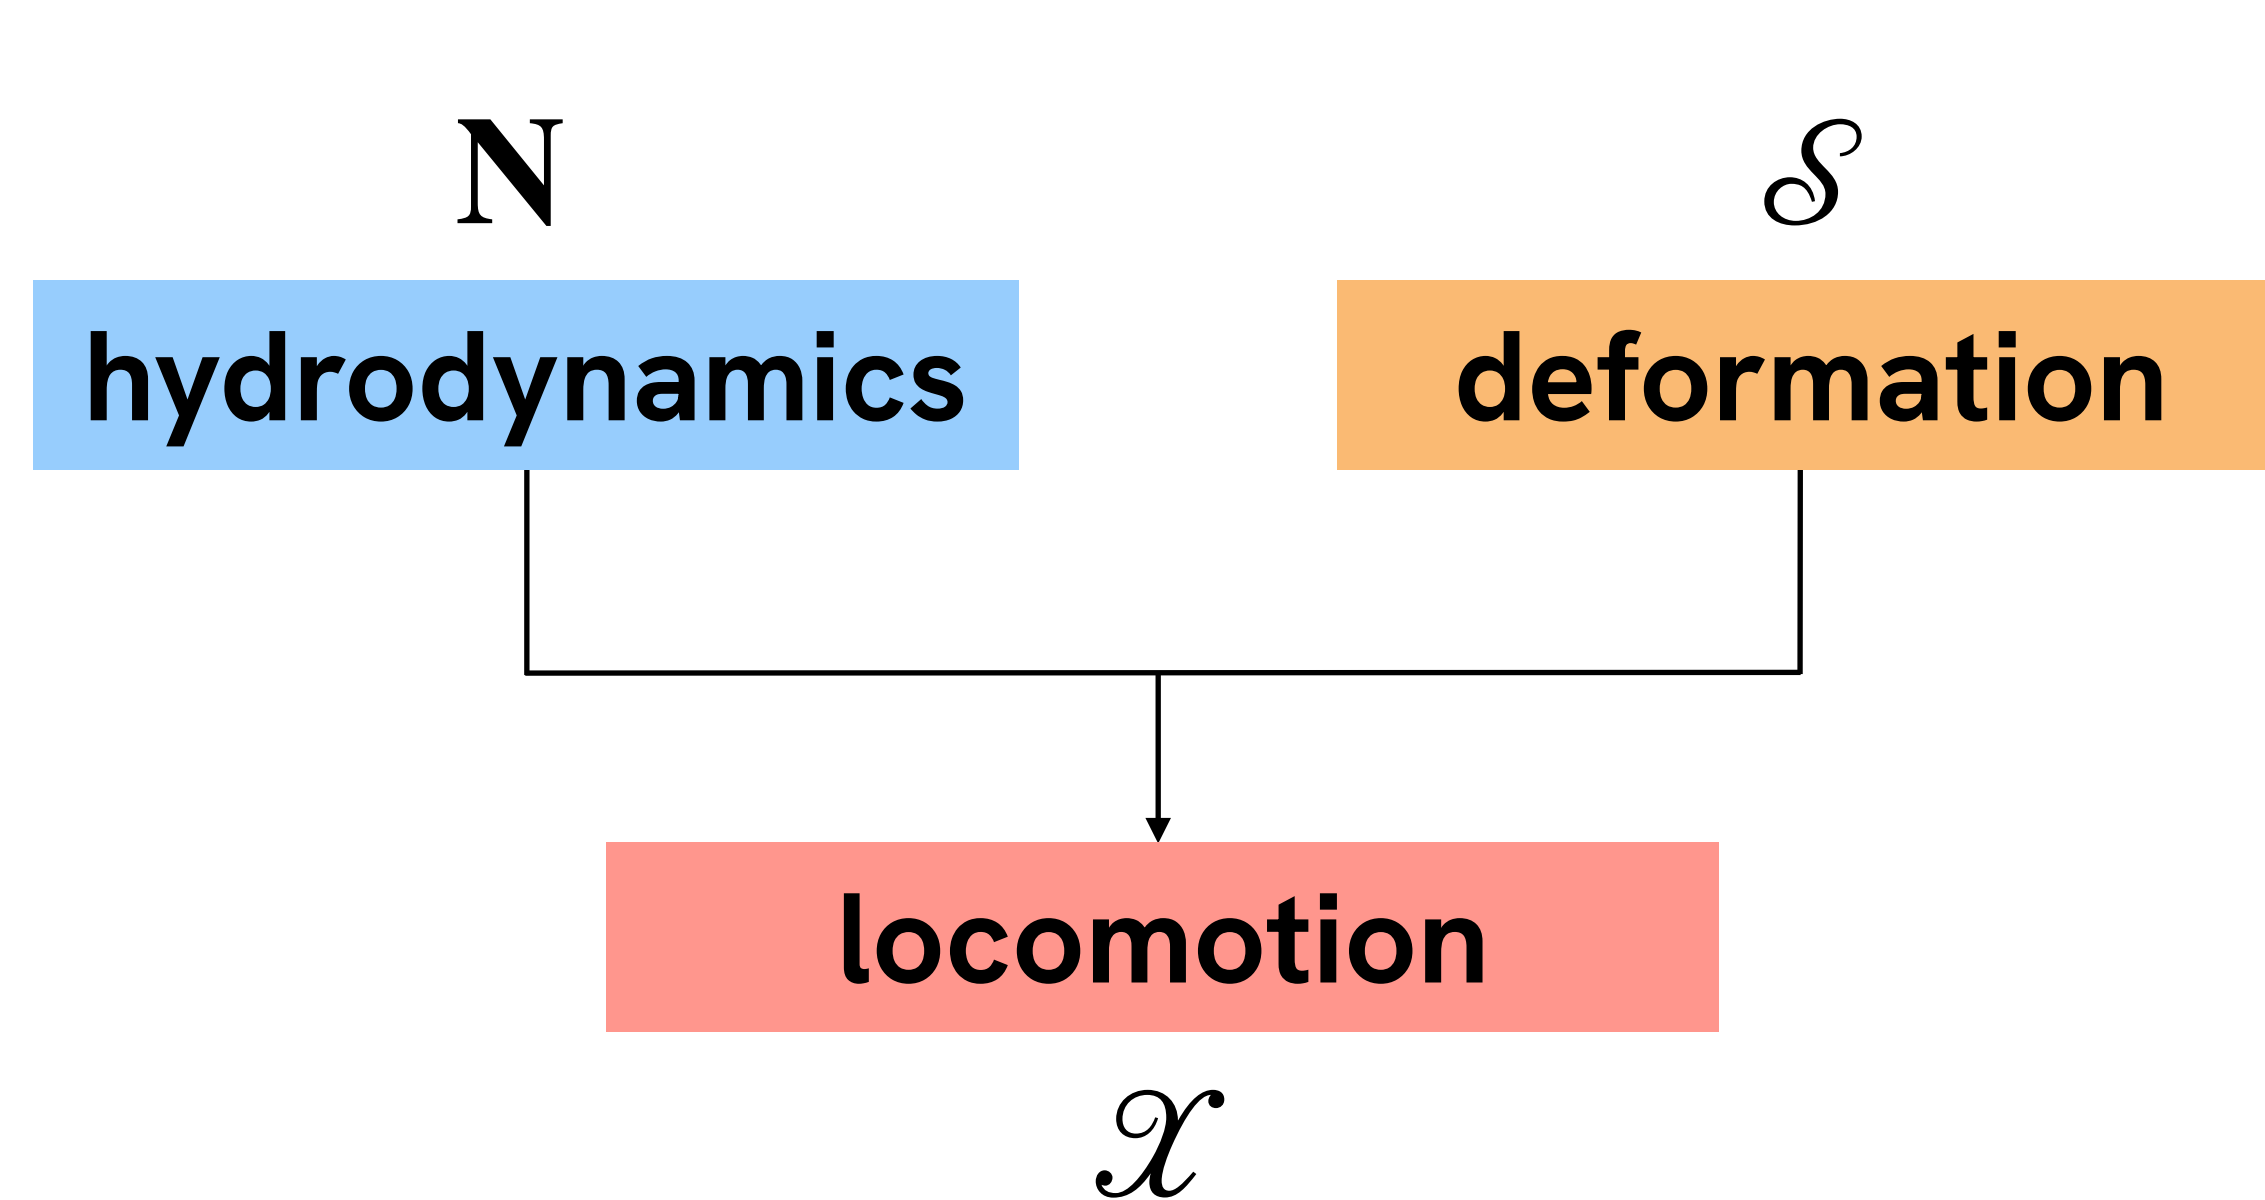 N
𝒮
hydrodynamics
deformation
locomotion
𝒳